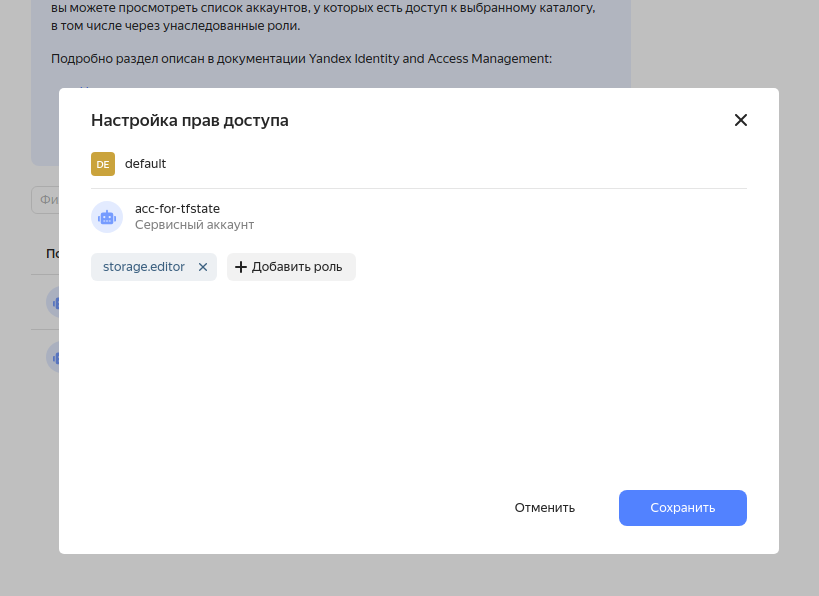 вы можете просмотреть список аккаунтов, у которых есть доступ к выбранному каталогу,
в том числе через унаследованные роли.
Подробно раздел описан в документации Yandex Identity and Access Management:
Настройка прав доступа
DE default
acc-for-tfstate
Сервисный аккаунт
storage.editor
Добавить роль
Отменить
Сохранить